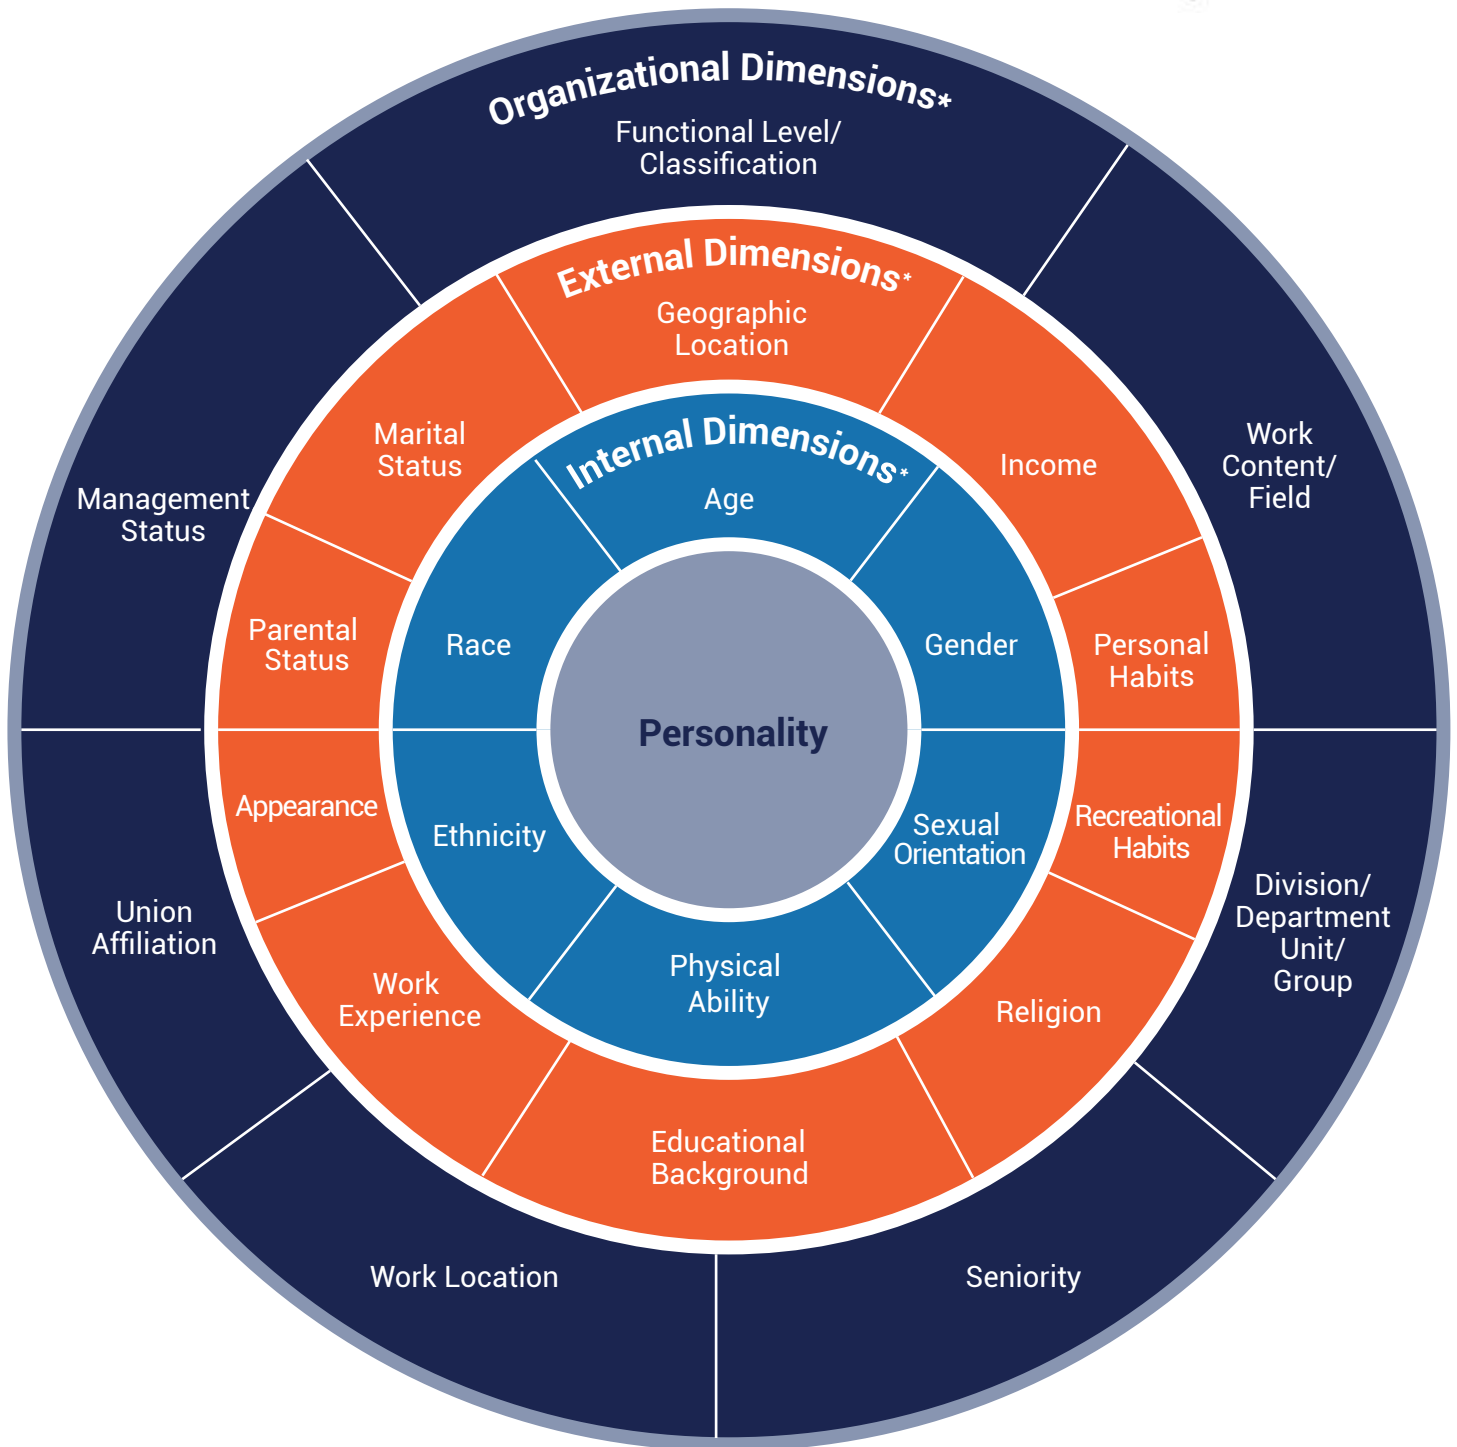 Organizational Dimensions*
Functional Level/
Classification
Work
Content/
Field
Division/
Department
Unit/
Group
Seniority
Work Location
Union
Affiliation
Management
Status
External Dimensions*
Geographic
Location
Income
Personal
Habits
Recreational
Habits
Religion
Educational
Background
Work
Experience
Appearance
Parental
Status
Marital
Status
Internal Dimensions*
Age
Gender
Sexual
Orientation
Physical
Ability
Ethnicity
Race
Personality